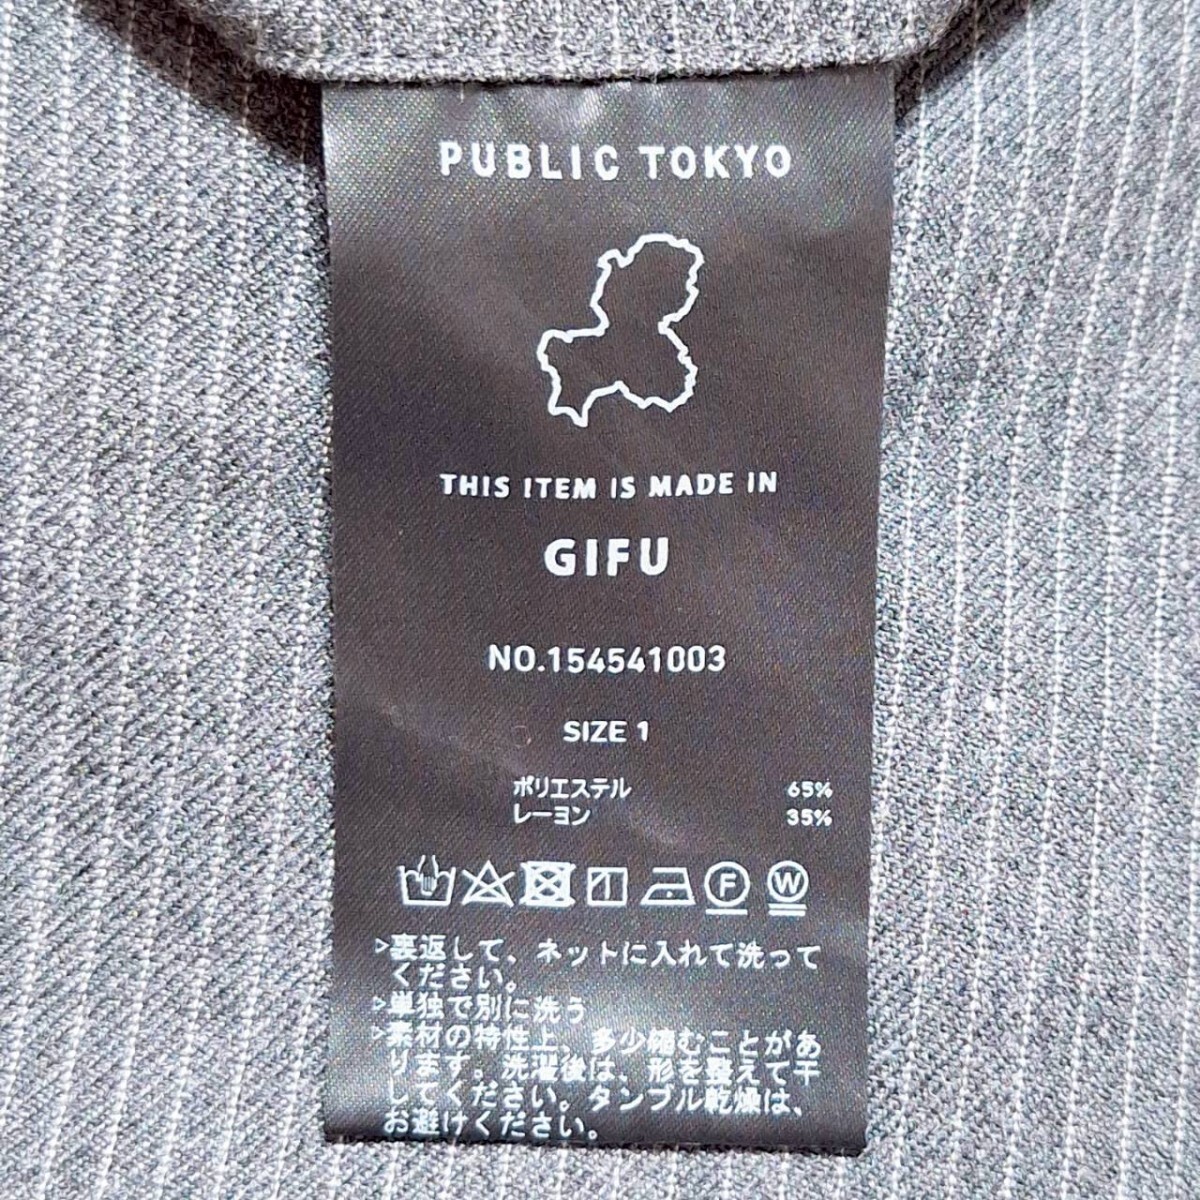 PUBLIC TOKYO
THIS ITEM IS MADE IN
GIFU
NO.154541003
SIZE 1
ポリエステル 65%
レーヨン 35%
F W
>裏返して、ネットに入れて洗って
ください。
>単独で別に洗う
>素材の特性上、多少縮むことがあ
ります。洗濯後は、形を整えて干
してください。タンブル乾燥は、
お避けください。